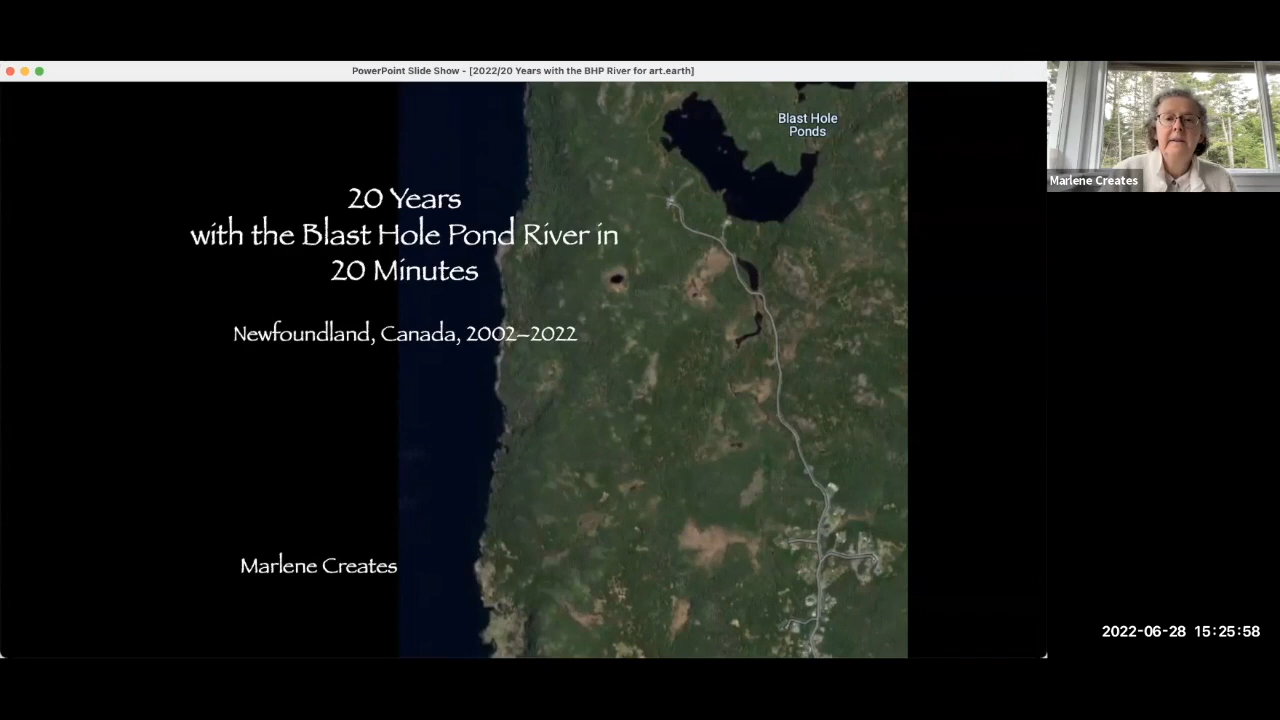 PowerPoint Slide Show - [2022/20 Years with the BHP River for art.earth]
Blast Hole
Ponds
20 Years
with the Blast Hole Pond River in
20 Minutes
Newfoundland, Canada, 2002–2022
Marlene Creates
Marlene Creates
2022-06-28 15:25:58